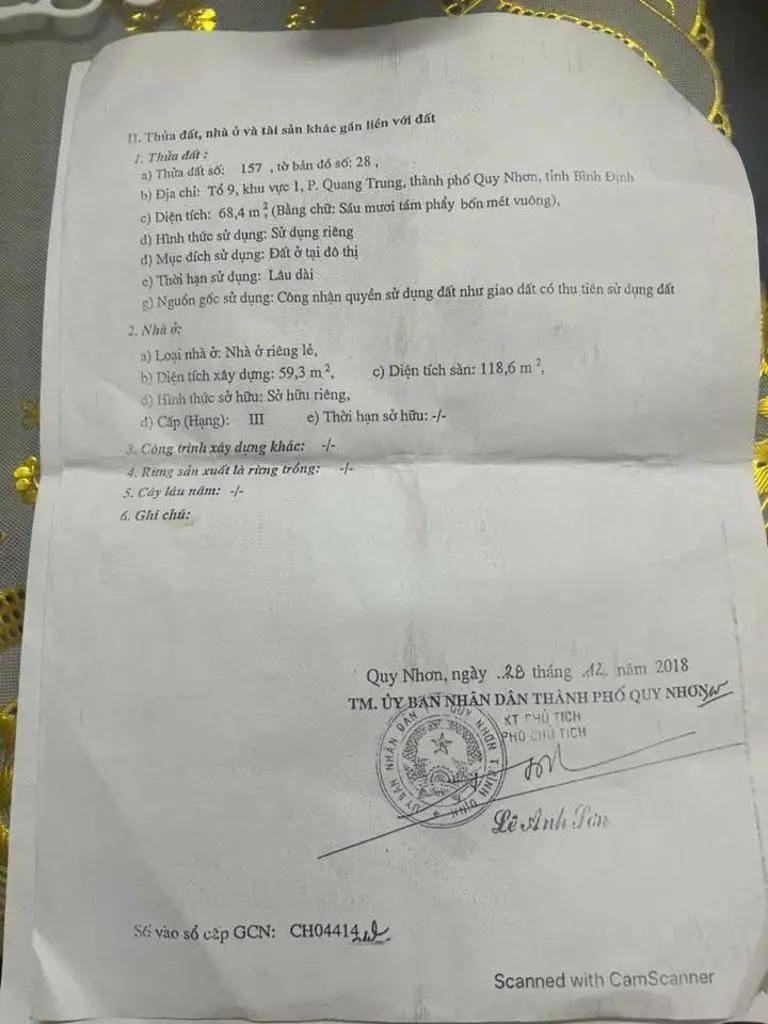 II. Thửa đất, nhà ở và tài sản khác gắn liền với đất
1. Thửa đất :
a) Thửa đất số: 157 , tờ bản đồ số: 28 ,
b) Địa chỉ: Tổ 9, khu vực 1, P. Quang Trung, thành phố Quy Nhơn, tỉnh Bình Định
c) Diện tích: 68,4 m², (Bằng chữ: Sáu mươi tám phẩy bốn mét vuông),
d) Hình thức sử dụng: Sử dụng riêng
đ) Mục đích sử dụng: Đất ở tại đô thị
e) Thời hạn sử dụng: Lâu dài
g) Nguồn gốc sử dụng: Công nhận quyền sử dụng đất như giao đất có thu tiền sử dụng đất
2. Nhà ở:
a) Loại nhà ở: Nhà ở riêng lẻ,
b) Diện tích xây dựng: 59,3 m², c) Diện tích sàn: 118,6 m²,
d) Hình thức sở hữu: Sở hữu riêng,
đ) Cấp (Hạng): III e) Thời hạn sở hữu: -/-
3. Công trình xây dựng khác: -/-
4. Rừng sản xuất là rừng trồng: -/-
5. Cây lâu năm: -/-
6. Ghi chú:
Quy Nhơn, ngày 28 tháng 12 năm 2018
TM. ỦY BAN NHÂN DÂN THÀNH PHỐ QUY NHƠN
KT CHỦ TỊCH
PHÓ CHỦ TỊCH
ỦY BAN NHÂN DÂN TP QUY NHƠN T.BÌNH ĐỊNH
Lê Anh Sơn
Số vào sổ cấp GCN: CH04414
Scanned with CamScanner